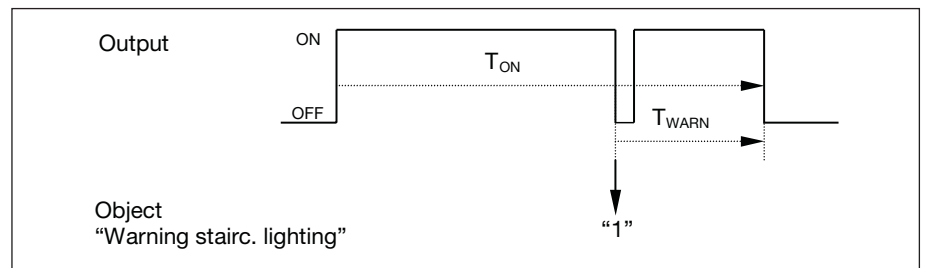 Output
ON
TON
OFF
TWARN
Object
“Warning stairc. lighting”
“1”